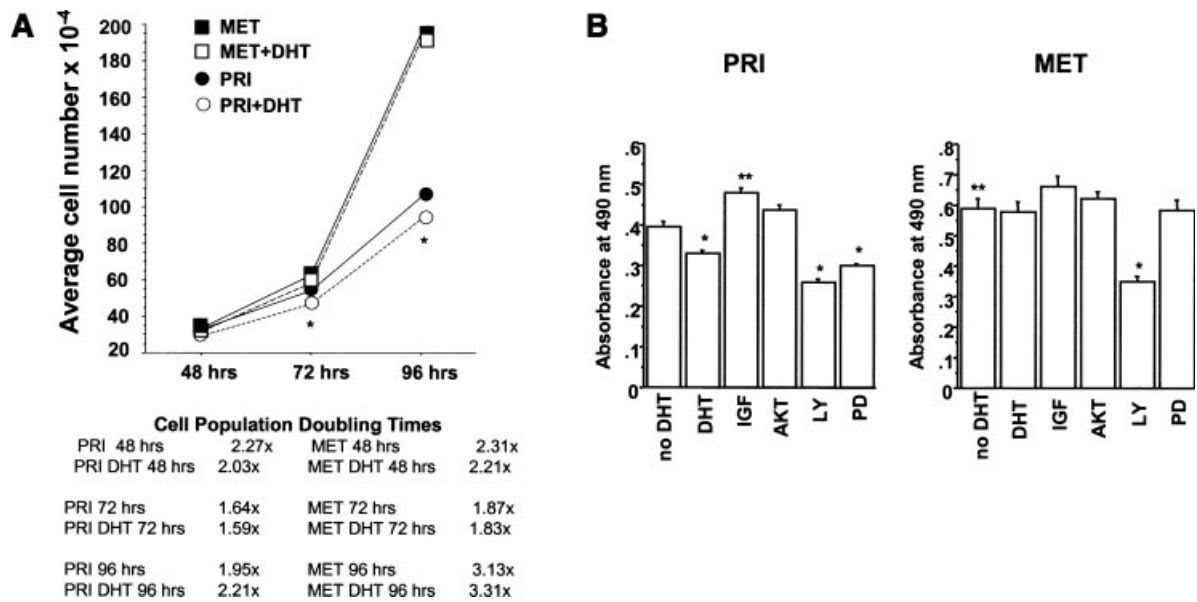 A
Average cell number x 10-4
200
180
160
140
120
100
80
60
40
20
MET
MET+DHT
PRI
PRI+DHT
*
*
48 hrs 72 hrs 96 hrs
Cell Population Doubling Times
PRI 48 hrs 2.27x MET 48 hrs 2.31x
PRI DHT 48 hrs 2.03x MET DHT 48 hrs 2.21x
PRI 72 hrs 1.64x MET 72 hrs 1.87x
PRI DHT 72 hrs 1.59x MET DHT 72 hrs 1.83x
PRI 96 hrs 1.95x MET 96 hrs 3.13x
PRI DHT 96 hrs 2.21x MET DHT 96 hrs 3.31x
B
PRI
Absorbance at 490 nm
.6
.5
.4
.3
.2
.1
0
*
**
*
*
no DHT DHT IGF AKT LY PD
MET
Absorbance at 490 nm
.8
.7
.6
.5
.4
.3
.2
.1
0
**
*
no DHT DHT IGF AKT LY PD